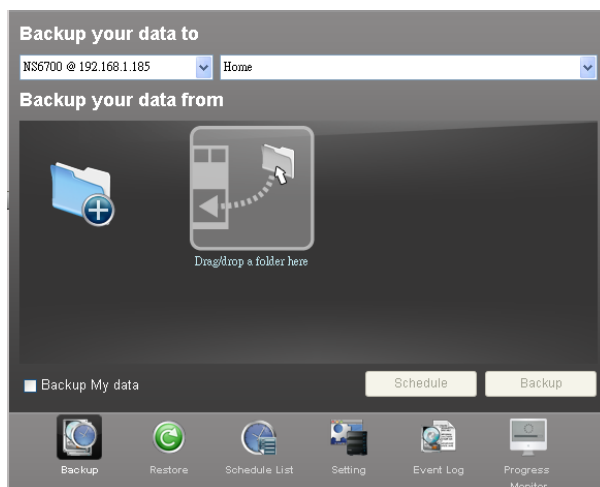 Backup your data to
NS6700 @ 192.168.1.185 Home
Backup your data from
Drag/drop a folder here
Backup My data Schedule Backup
Backup Restore Schedule List Setting Event Log Progress
Monitor